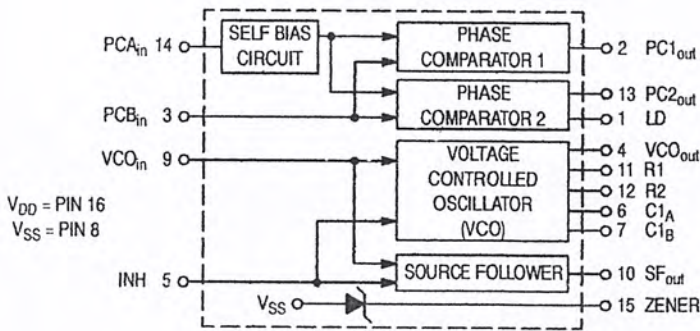 PCAin 14
SELF BIAS
CIRCUIT
PHASE
COMPARATOR 1
2 PC1out
PCBin 3
PHASE
COMPARATOR 2
13 PC2out
1 LD
VCOin 9
VOLTAGE
CONTROLLED
OSCILLATOR
(VCO)
4 VCOout
11 R1
12 R2
6 C1A
7 C1B
VDD = PIN 16
VSS = PIN 8
INH 5
SOURCE FOLLOWER
10 SFout
VSS
15 ZENER